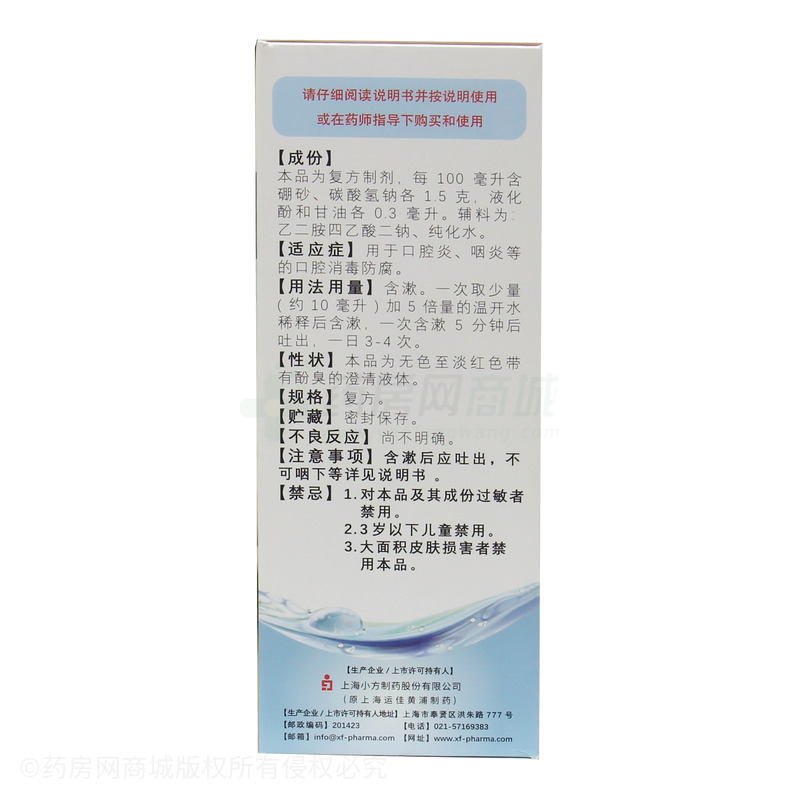 请仔细阅读说明书并按说明使用
或在药师指导下购买和使用
【成份】
本品为复方制剂，每 100 毫升含
硼砂、碳酸氢钠各 1.5 克，液化
酚和甘油各 0.3 毫升。辅料为：
乙二胺四乙酸二钠、纯化水。
【适应症】用于口腔炎、咽炎等
的口腔消毒防腐。
【用法用量】含漱。一次取少量
(约 10 毫升) 加 5 倍量的温开水
稀释后含漱，一次含漱 5 分钟后
吐出，一日 3-4 次。
【性状】本品为无色至淡红色带
有酚臭的澄清液体。
【规格】复方。
【贮藏】密封保存。
【不良反应】尚不明确。
【注意事项】含漱后应吐出，不
可咽下等详见说明书 。
【禁忌】1.对本品及其成份过敏者
禁用。
2.3 岁以下儿童禁用。
3.大面积皮肤损害者禁
用本品。
【生产企业 / 上市许可持有人】
上海小方制药股份有限公司
(原上海运佳黄浦制药)
【生产企业 / 上市许可持有人地址】上海市奉贤区洪朱路 777 号
【邮政编码】201423 【电话】021-57169383
【邮箱】info@xf-pharma.com 【网址】www.xf-pharma.com
©药房网商城版权所有侵权必究